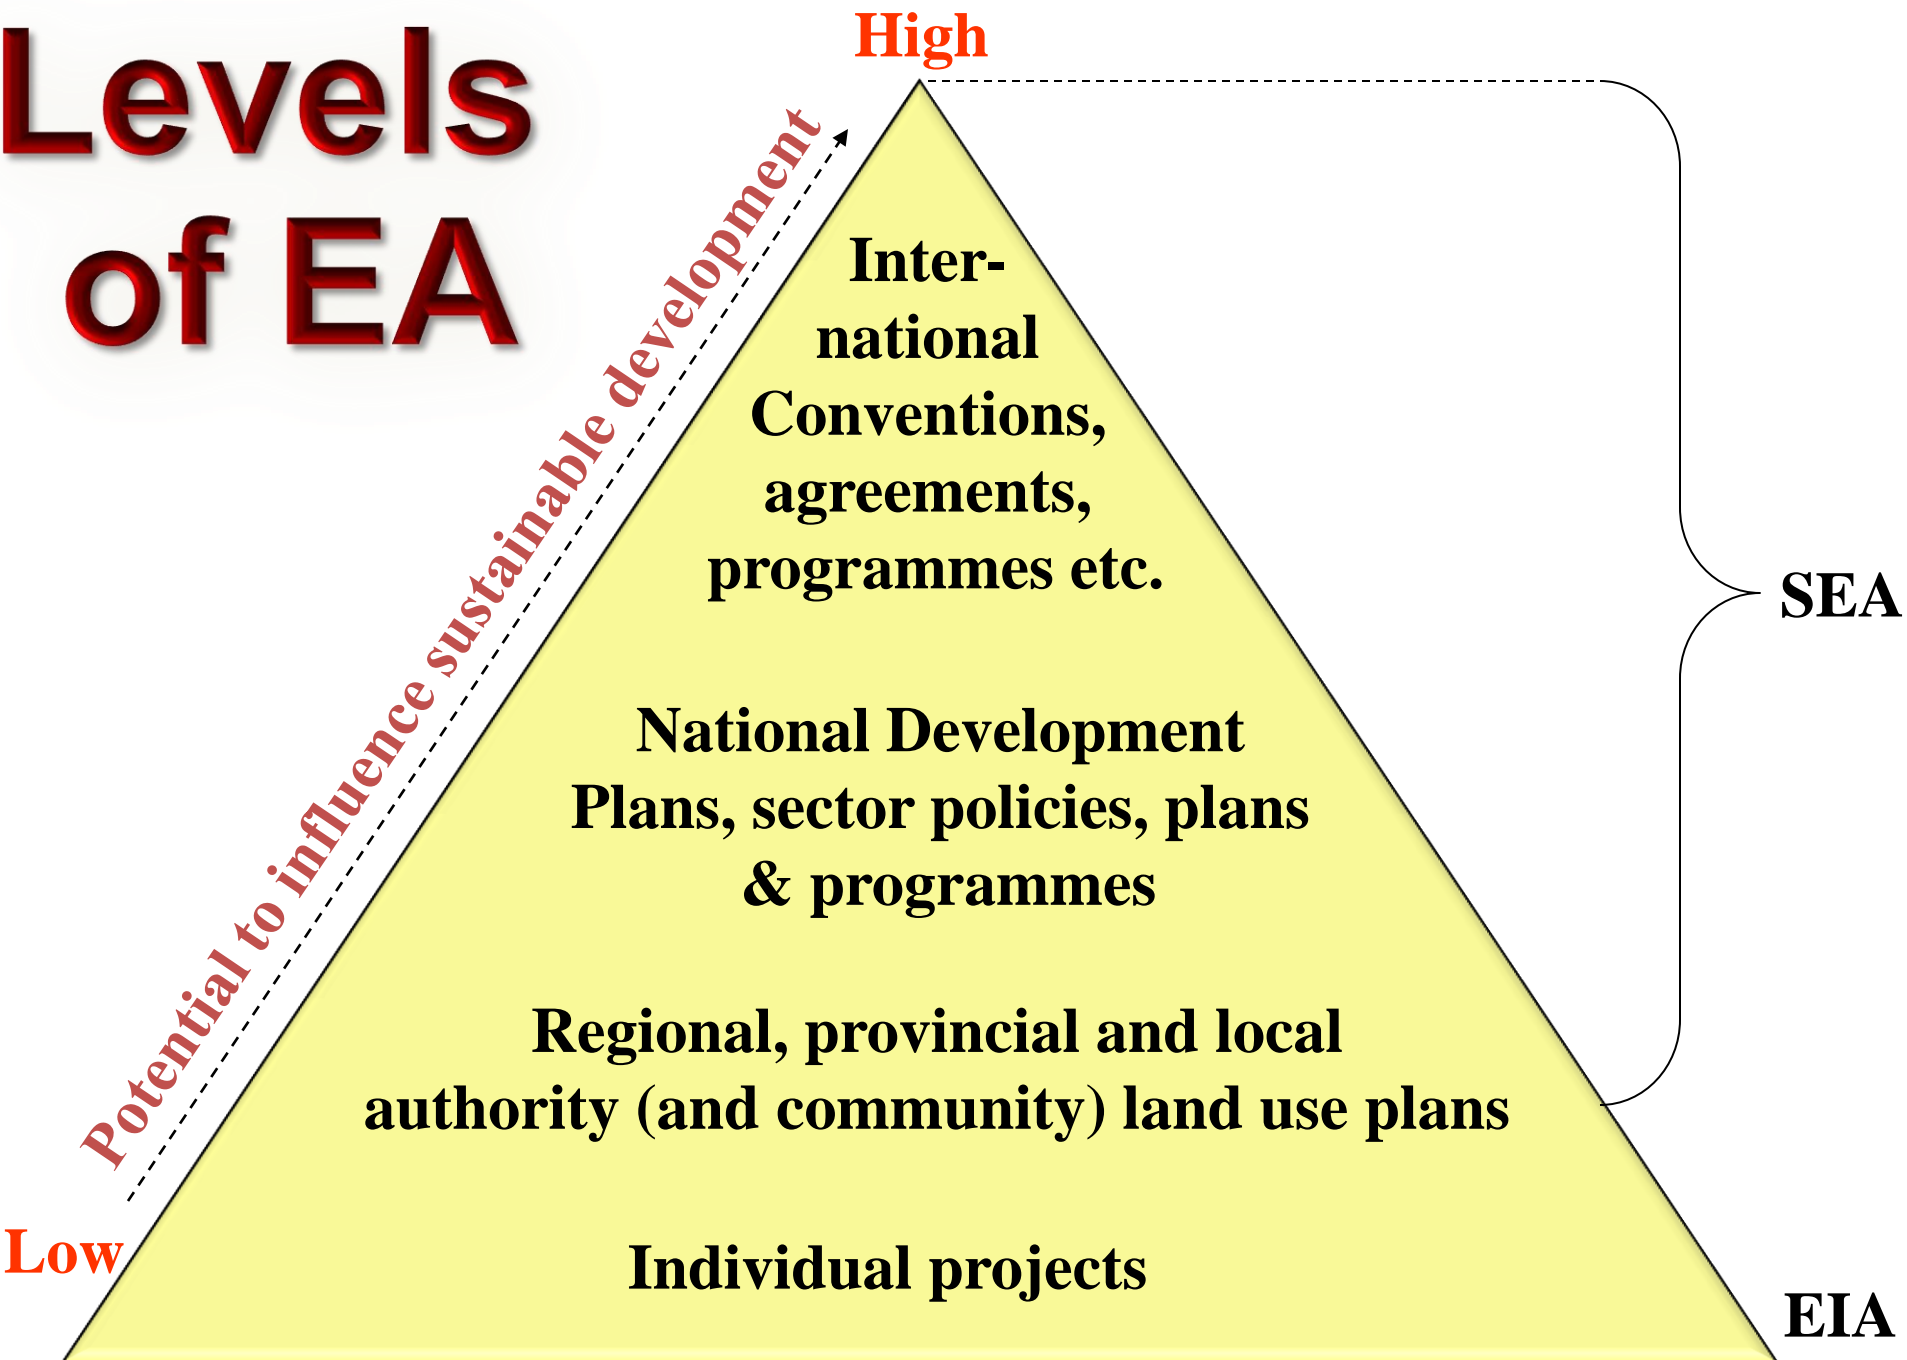 Levels
of EA
High
Potential to influence sustainable development
Inter-
national
Conventions,
agreements,
programmes etc.
SEA
National Development
Plans, sector policies, plans
& programmes
Regional, provincial and local
authority (and community) land use plans
Low
Individual projects
EIA